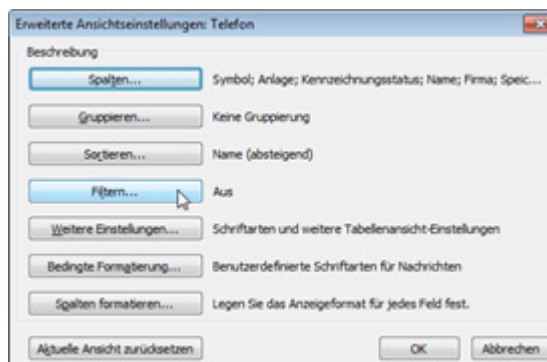 Erweiterte Ansichtseinstellungen: Telefon
Beschreibung
Spalten... Symbol; Anlage; Kennzeichnungsstatus; Name; Firma; Speic...
Gruppieren... Keine Gruppierung
Sortieren... Name (absteigend)
Filtern... Aus
Weitere Einstellungen... Schriftarten und weitere Tabellenansicht-Einstellungen
Bedingte Formatierung... Benutzerdefinierte Schriftarten für Nachrichten
Spalten formatieren... Legen Sie das Anzeigeformat für jedes Feld fest.
Aktuelle Ansicht zurücksetzen OK Abbrechen